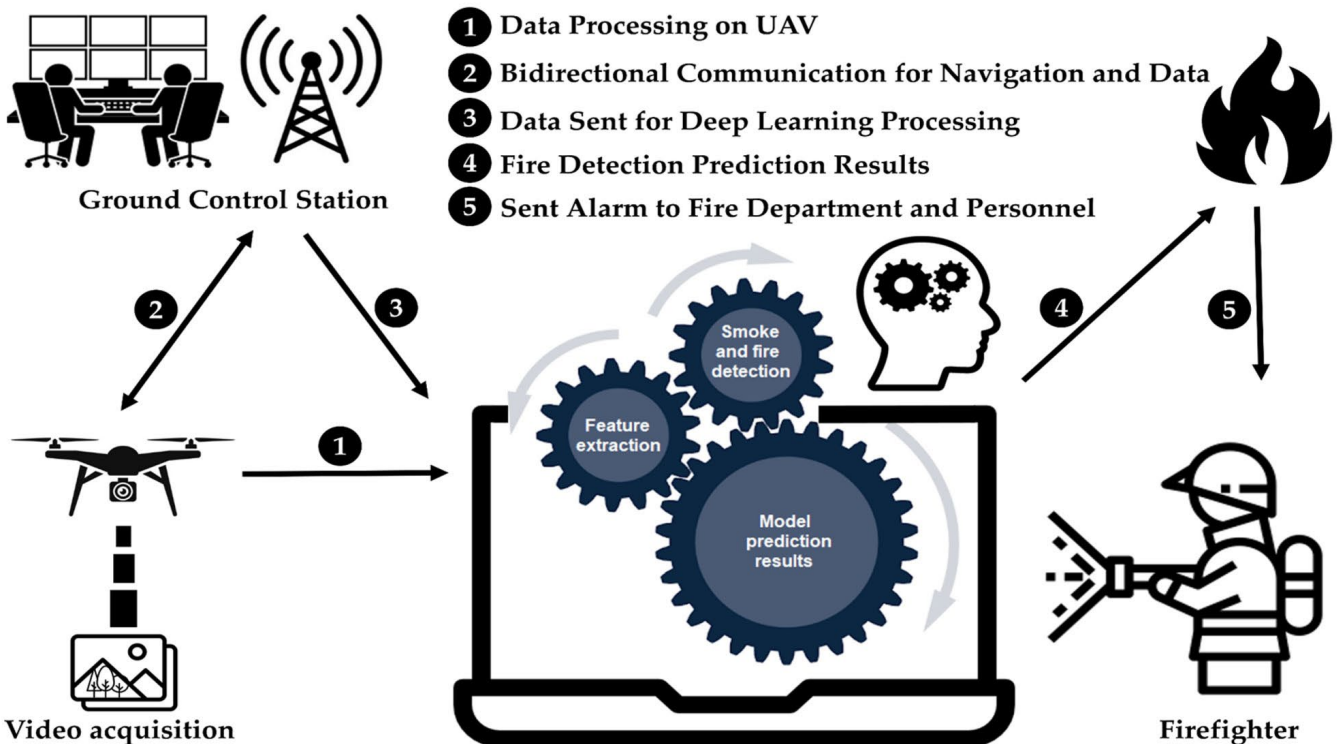 1 Data Processing on UAV
2 Bidirectional Communication for Navigation and Data
3 Data Sent for Deep Learning Processing
4 Fire Detection Prediction Results
5 Sent Alarm to Fire Department and Personnel
Ground Control Station
2
3
4
5
1
Smoke
and fire
detection
Feature
extraction
Model
prediction
results
Video acquisition
Firefighter